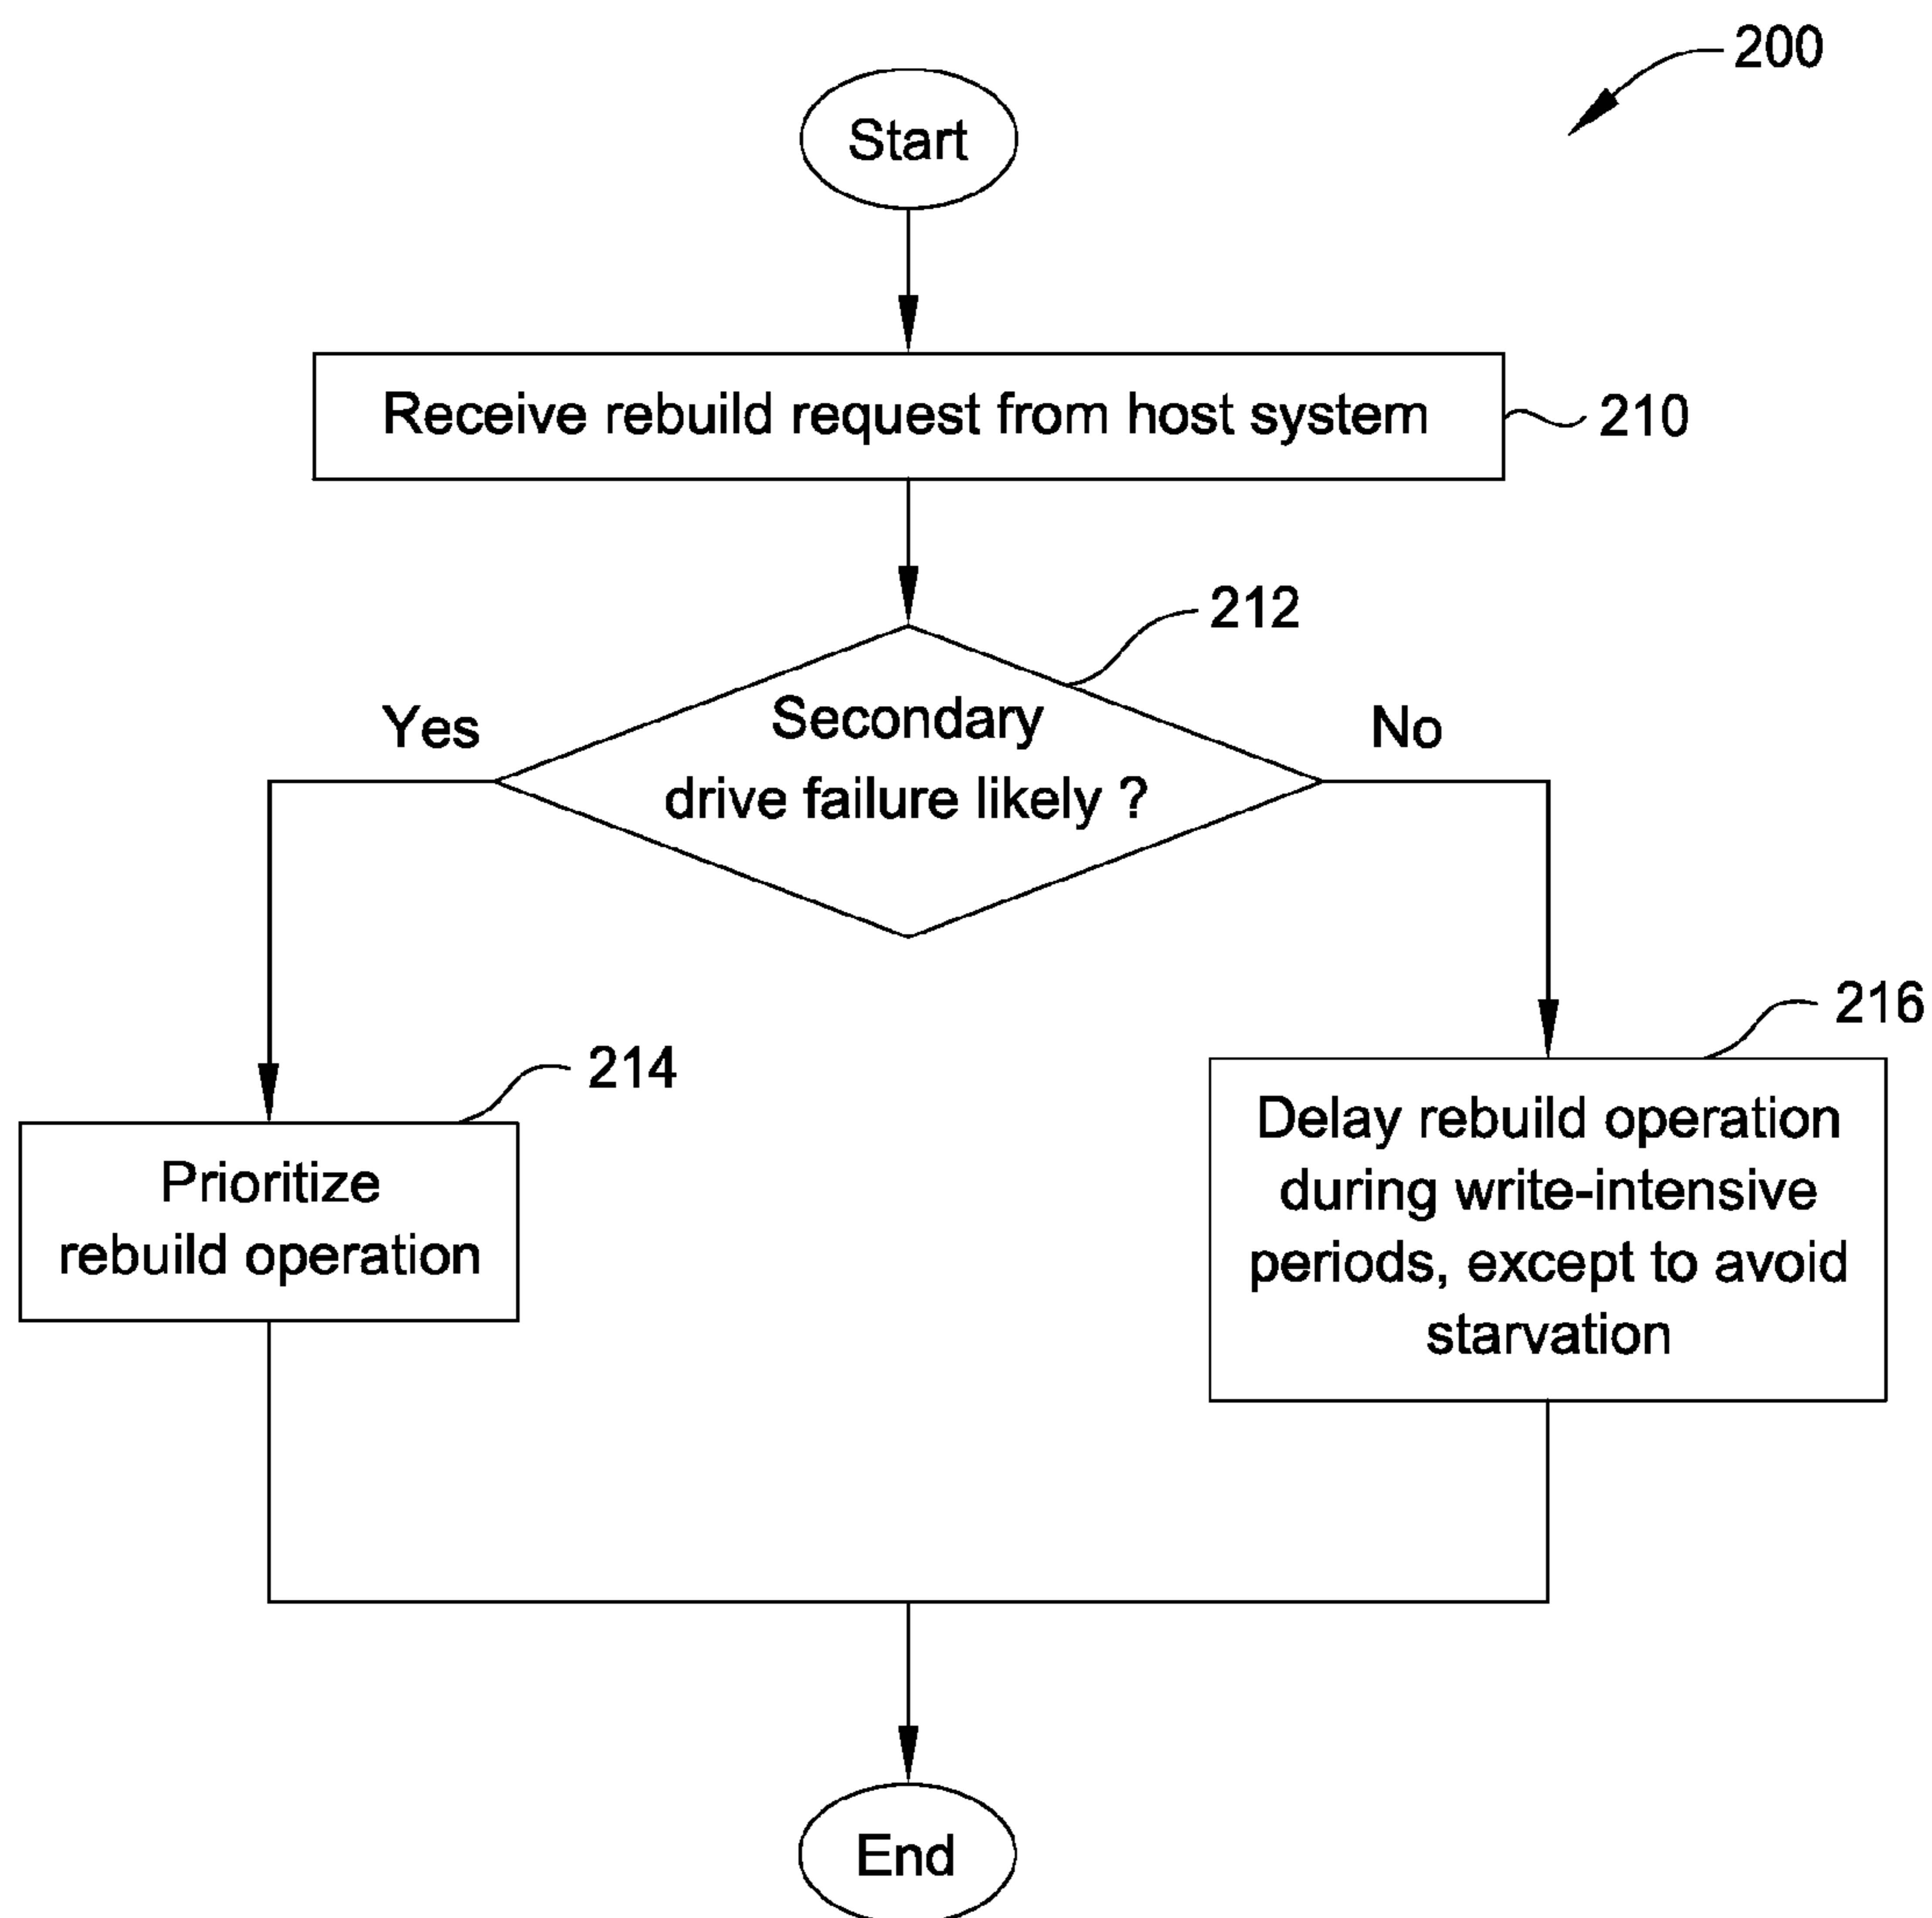 200
Start
Receive rebuild request from host system
210
212
Secondary
drive failure likely ?
Yes
No
214
Prioritize
rebuild operation
216
Delay rebuild operation
during write-intensive
periods, except to avoid
starvation
End